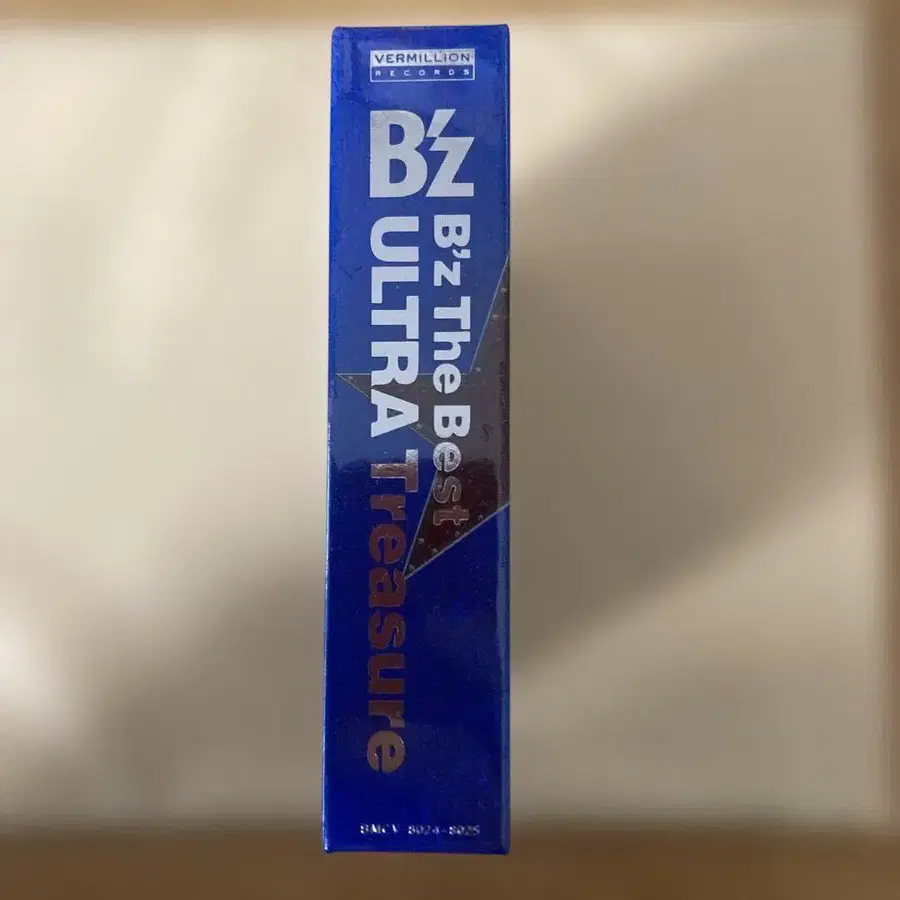 VERMILLION
RECORDS
B'z
B'z The Best
ULTRA Treasure
BMCV 8024-8025